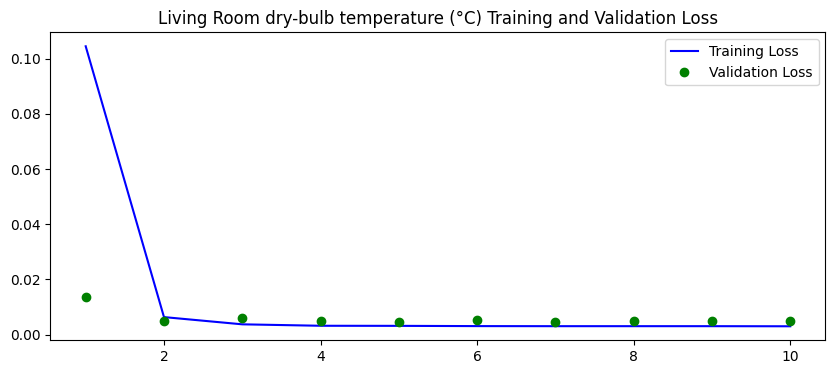 Living Room dry-bulb temperature (°C) Training and Validation Loss
Training Loss
Validation Loss
0.10
0.08
0.06
0.04
0.02
0.00
2 4 6 8 10